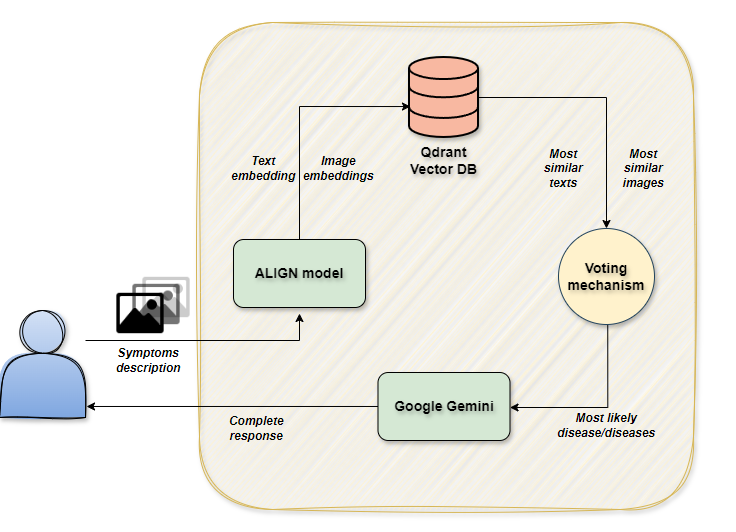 Qdrant
Vector DB
Text
embedding
Image
embeddings
Most
similar
texts
Most
similar
images
ALIGN model
Voting
mechanism
Symptoms
description
Google Gemini
Complete
response
Most likely
disease/diseases